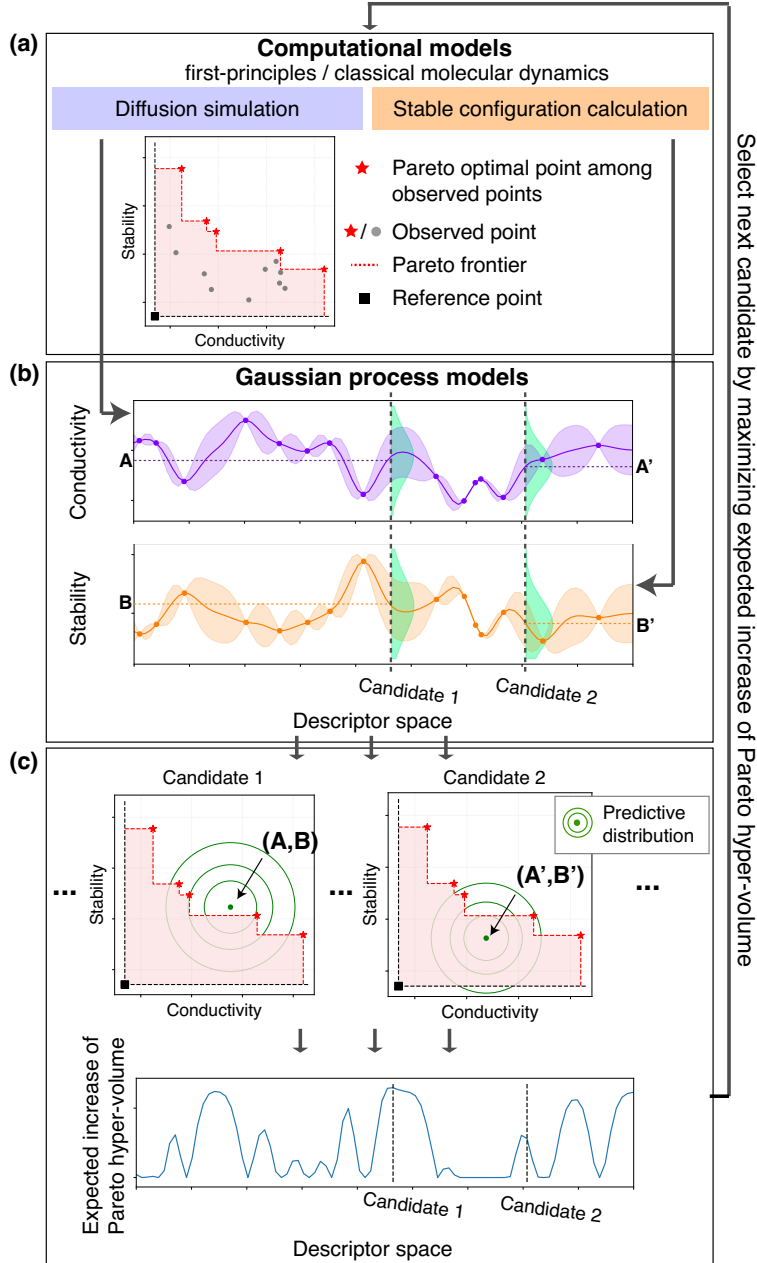 (a)
Computational models
first-principles / classical molecular dynamics
Diffusion simulation
Stable configuration calculation
Stability
Conductivity
Pareto optimal point among
observed points
/ Observed point
Pareto frontier
Reference point
(b)
Gaussian process models
Conductivity
A
A'
Stability
B
B'
Candidate 1
Candidate 2
Descriptor space
(c)
Candidate 1
Candidate 2
Predictive
distribution
(A,B)
(A',B')
...
...
...
Stability
Stability
Conductivity
Conductivity
Expected increase of
Pareto hyper-volume
Candidate 1
Candidate 2
Descriptor space
Select next candidate by maximizing expected increase of Pareto hyper-volume